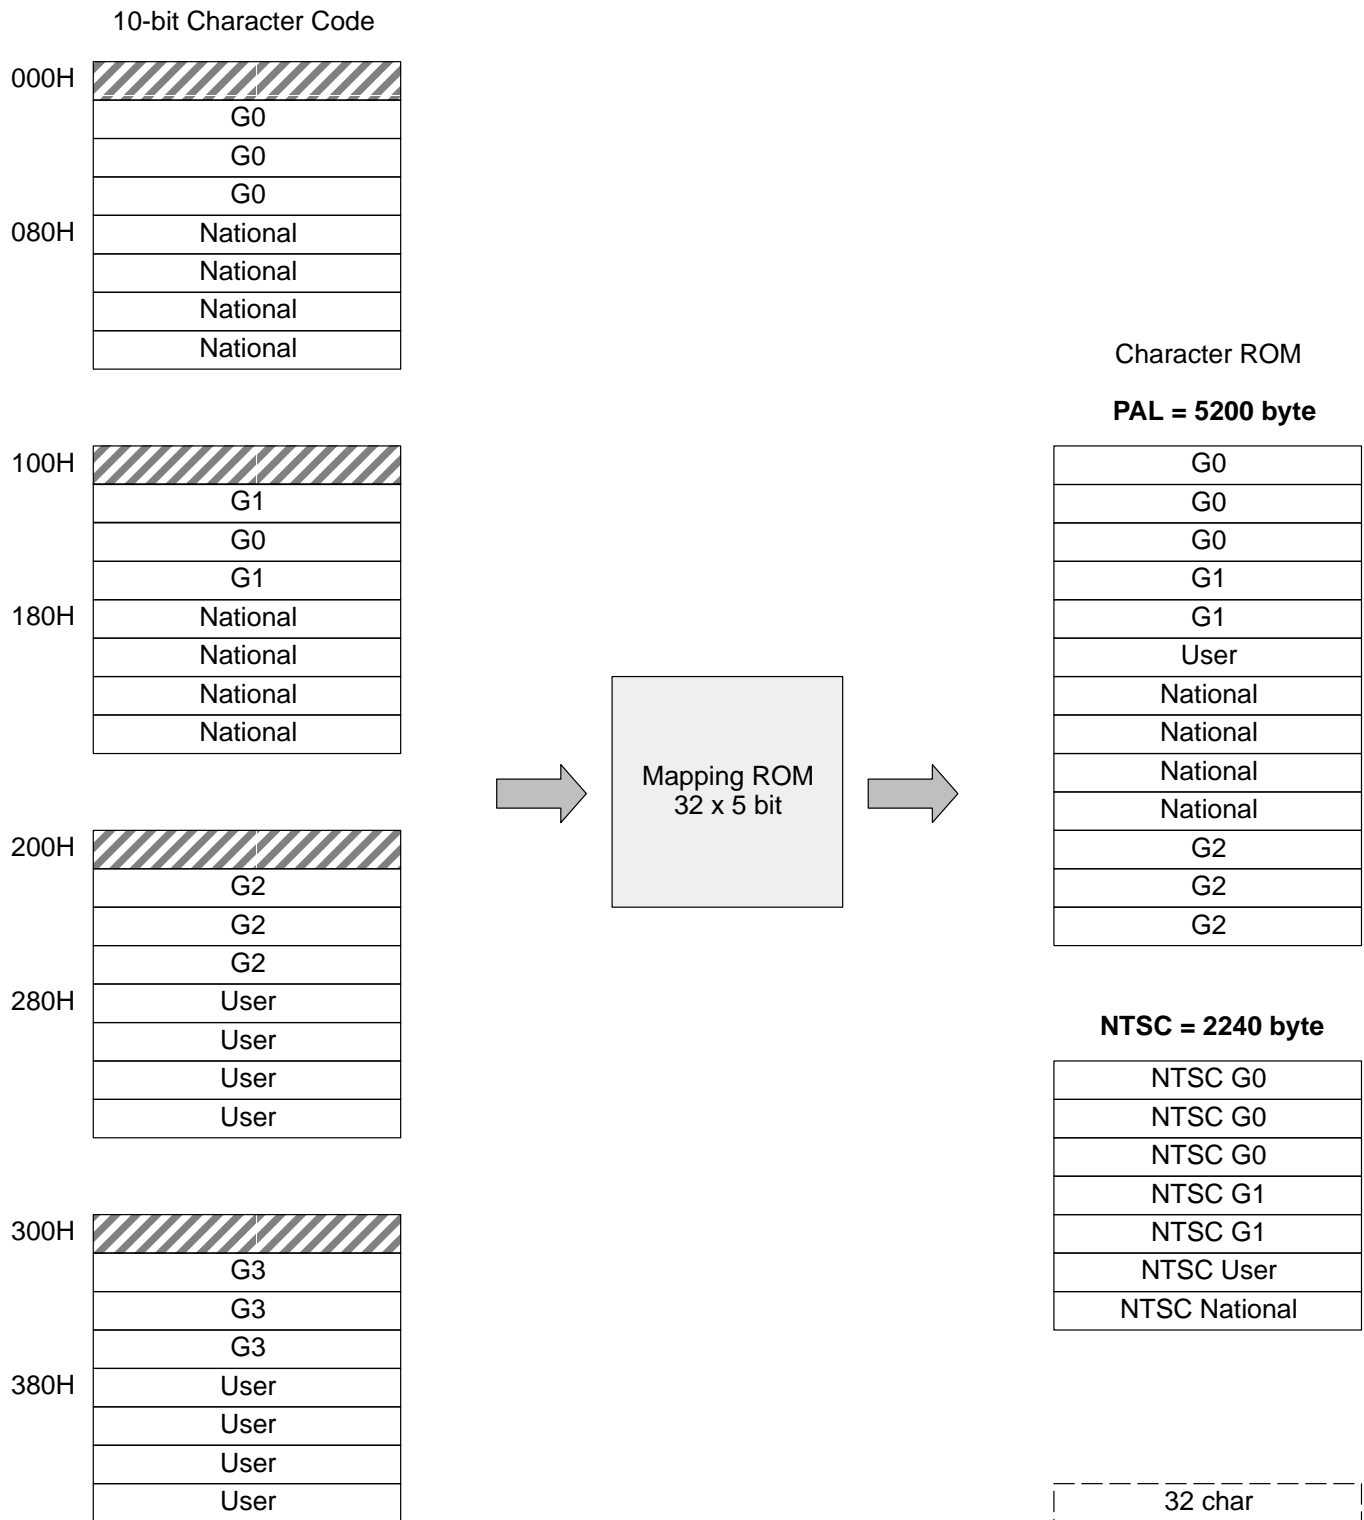 10-bit Character Code
000H
G0
G0
G0
080H
National
National
National
National
100H
G1
G0
G1
180H
National
National
National
National
200H
G2
G2
G2
280H
User
User
User
User
300H
G3
G3
G3
380H
User
User
User
User
Mapping ROM
32 x 5 bit
Character ROM
PAL = 5200 byte
G0
G0
G0
G1
G1
User
National
National
National
National
G2
G2
G2
NTSC = 2240 byte
NTSC G0
NTSC G0
NTSC G0
NTSC G1
NTSC G1
NTSC User
NTSC National
32 char